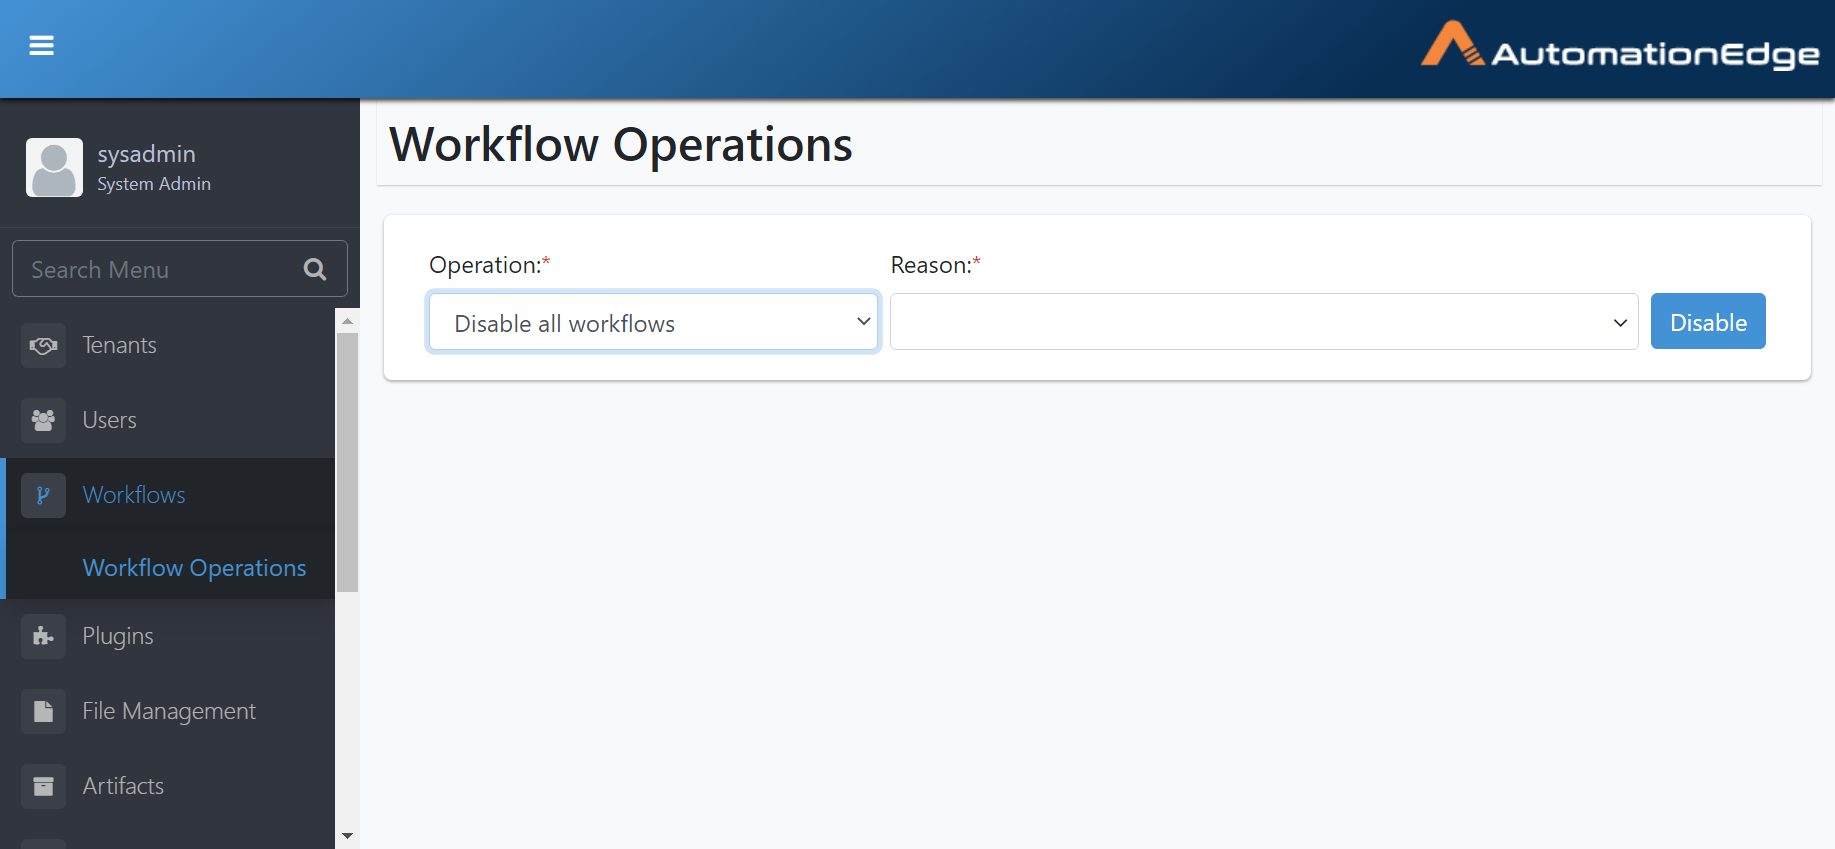 AutomationEdge
sysadmin
System Admin
Search Menu
Tenants
Users
Workflows
Workflow Operations
Plugins
File Management
Artifacts
Workflow Operations
Operation:*
Reason:*
Disable all workflows
Disable